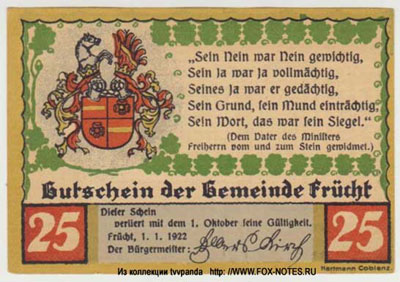 „Sein Nein war Nein gewichtig,
Sein Ja war Ja vollmächtig,
Seines Ja war er gedächtig,
Sein Grund, sein Mund einträchtig,
Sein Wort, das war sein Siegel.“
(Dem Vater des Ministers
Freiherrn vom und zum Stein gewidmet.)
Gutschein der Gemeinde Frücht
25
Dieser Schein
verliert mit dem 1. Oktober seine Gültigkeit.
Frücht, 1. 1. 1922
Der Bürgermeister:
25
Hartmann Coblenz
Из коллекции tvvpanda http://www.FOX-NOTES.RU